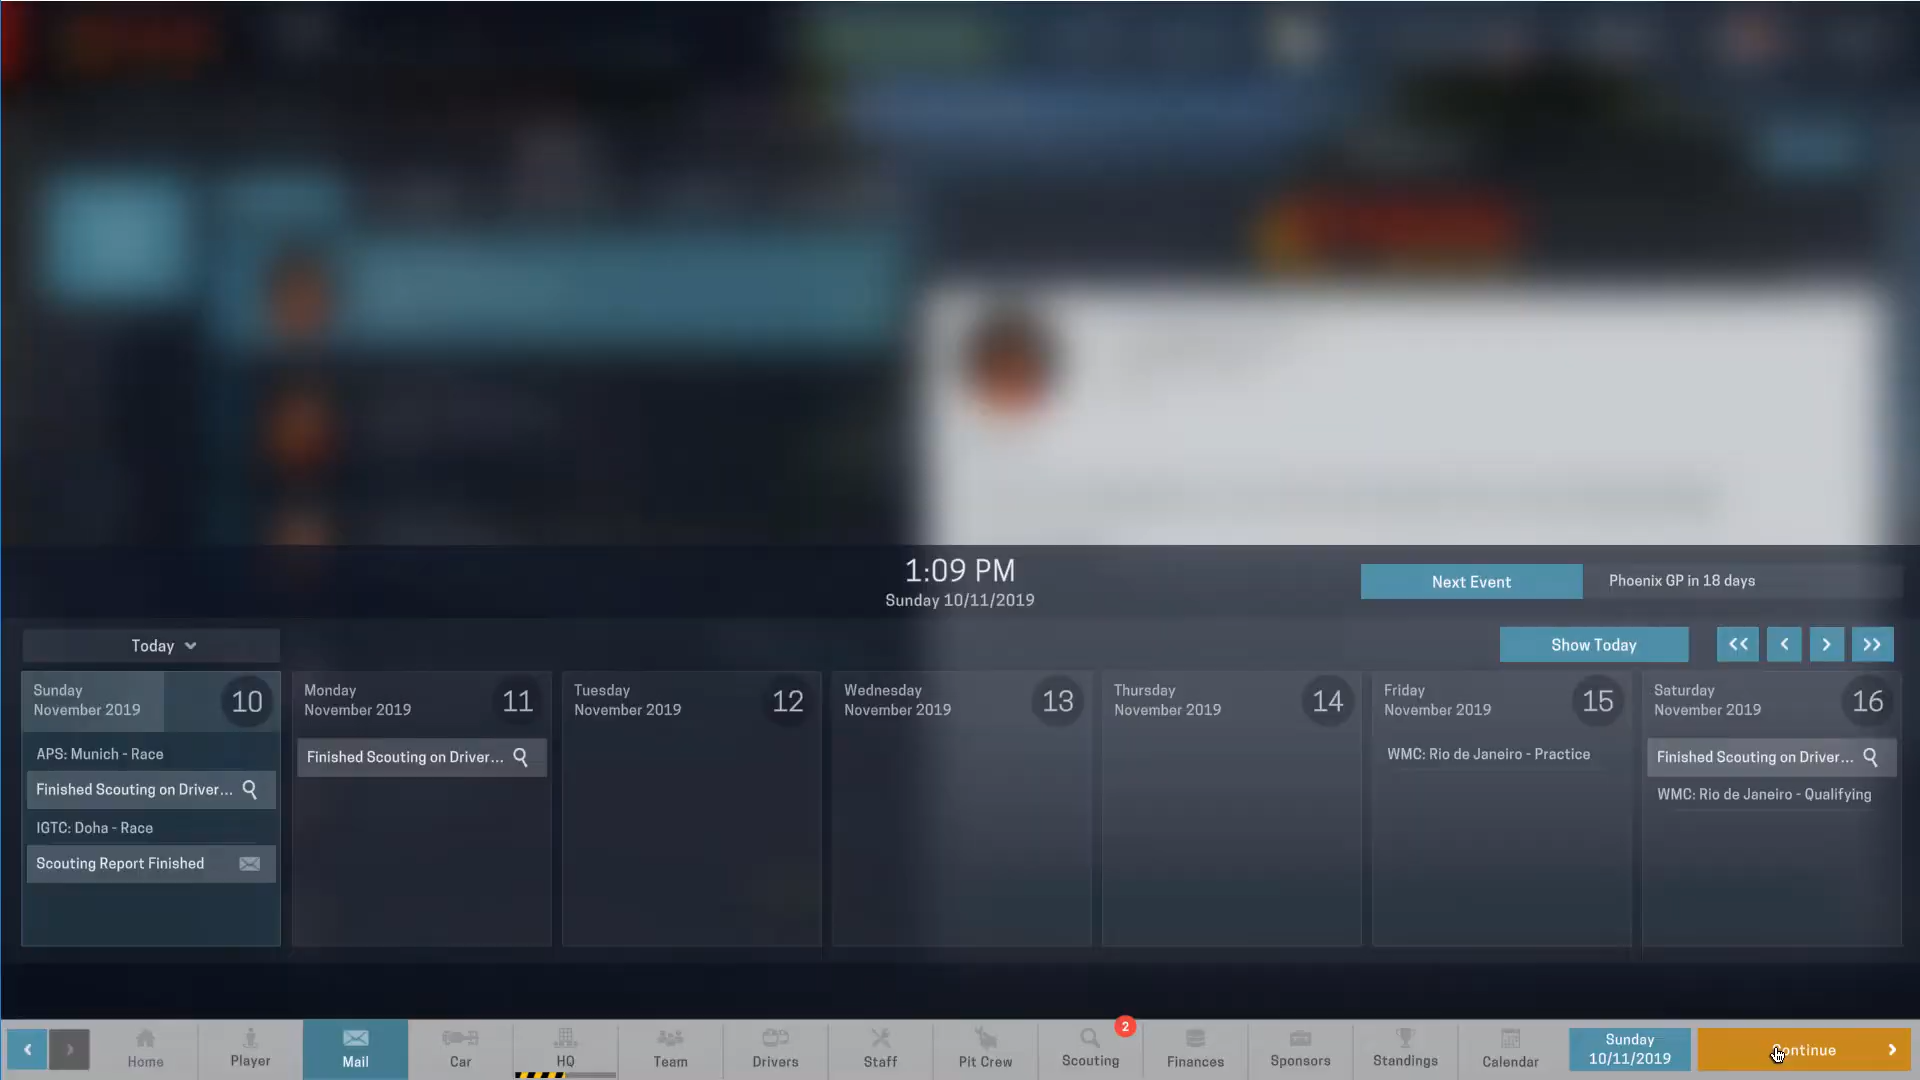 1:09 PM
Sunday 10/11/2019
Next Event
Phoenix GP in 18 days
Today
Show Today
<< < > >>
Sunday
November 2019
10
APS: Munich - Race
Finished Scouting on Driver...
IGTC: Doha - Race
Scouting Report Finished
Monday
November 2019
11
Finished Scouting on Driver...
Tuesday
November 2019
12
Wednesday
November 2019
13
Thursday
November 2019
14
Friday
November 2019
15
WMC: Rio de Janeiro - Practice
Saturday
November 2019
16
Finished Scouting on Driver...
WMC: Rio de Janeiro - Qualifying
Home
Player
Mail
Car
HQ
Team
Drivers
Staff
Pit Crew
2
Scouting
Finances
Sponsors
Standings
Calendar
Sunday
10/11/2019
Continue